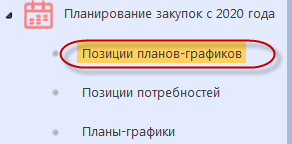 Планирование закупок с 2020 года
Позиции планов-графиков
Позиции потребностей
Планы-графики